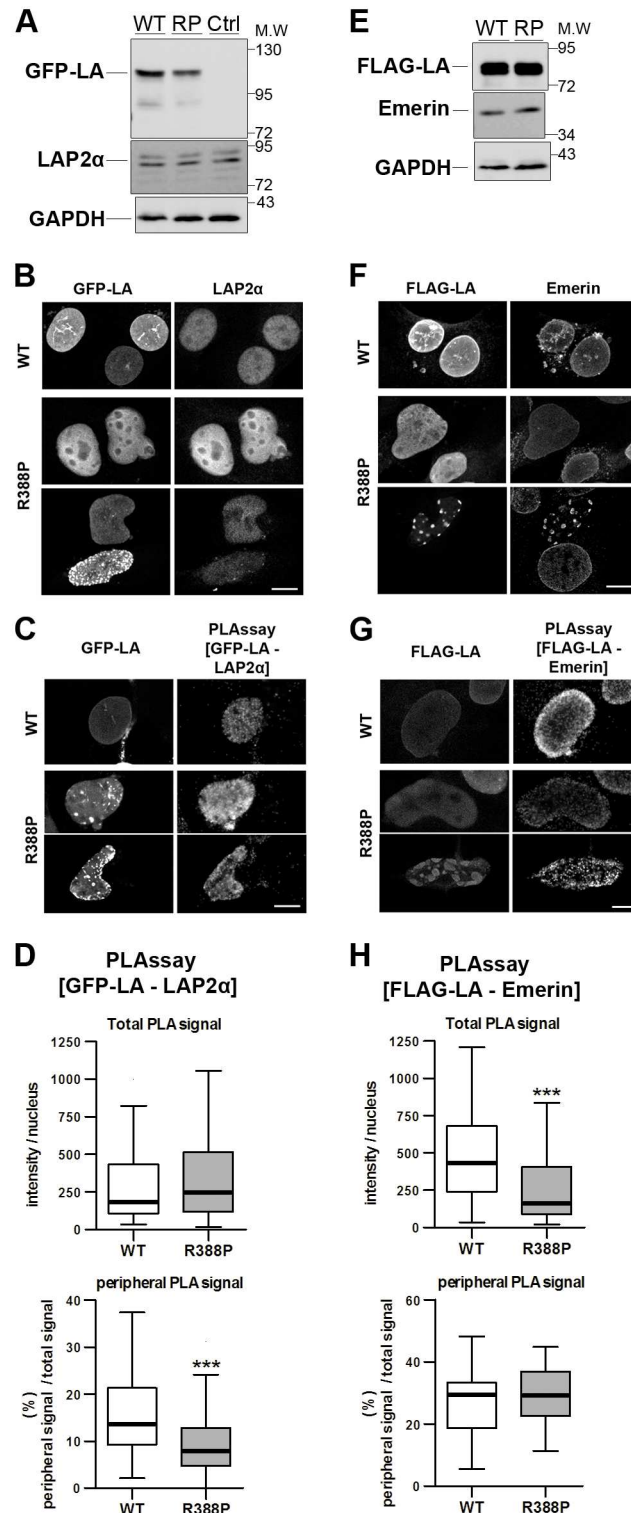 A
WT RP Ctrl
M.W
130
GFP-LA
95
72
95
LAP2α
72
43
GAPDH
B
GFP-LA LAP2α
WT
R388P
C
GFP-LA
PLAssay
[GFP-LA -
LAP2α]
WT
R388P
D
PLAssay
[GFP-LA - LAP2α]
Total PLA signal
intensity / nucleus
1250
1000
750
500
250
0
WT R388P
peripheral PLA signal
(%)
peripheral signal / total signal
40
30
20
10
0
***
WT R388P
E
WT RP
M.W
95
FLAG-LA
72
Emerin
34
43
GAPDH
F
FLAG-LA Emerin
WT
R388P
G
FLAG-LA
PLAssay
[FLAG-LA -
Emerin]
WT
R388P
H
PLAssay
[FLAG-LA - Emerin]
Total PLA signal
intensity / nucleus
1250
1000
750
500
250
0
***
WT R388P
peripheral PLA signal
(%)
peripheral signal / total signal
60
40
20
0
WT R388P